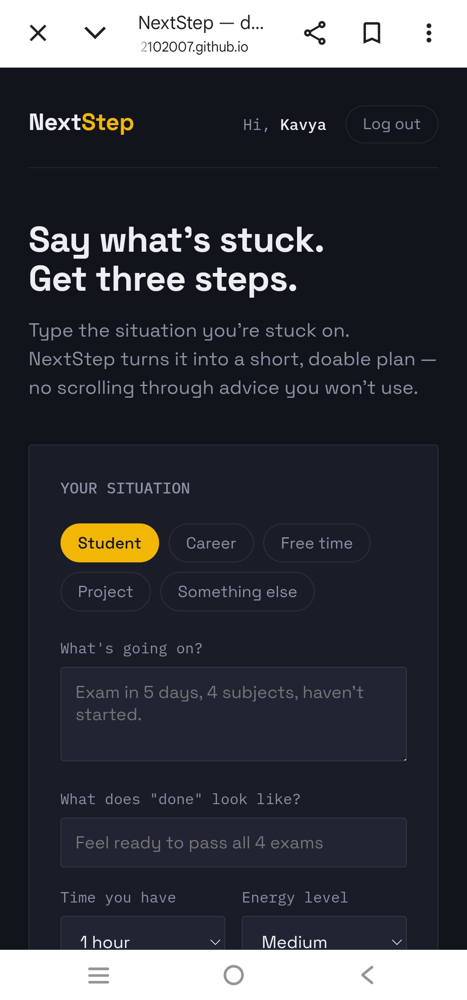 NextStep — d...
2102007.github.io
NextStep
Hi, Kavya
Log out
Say what’s stuck.
Get three steps.
Type the situation you’re stuck on.
NextStep turns it into a short, doable plan —
no scrolling through advice you won’t use.
YOUR SITUATION
Student
Career
Free time
Project
Something else
What's going on?
Exam in 5 days, 4 subjects, haven’t
started.
What does "done" look like?
Feel ready to pass all 4 exams
Time you have
Energy level
1 hour
Medium